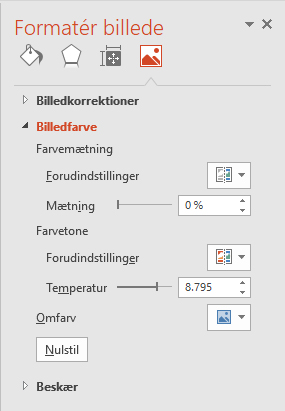 Formatér billede
Billedkorrektioner
Billedfarve
Farvemætning
Forudindstillinger
Mætning 0 %
Farvetone
Forudindstillinger
Temperatur 8.795
Omfarv
Nulstil
Beskær